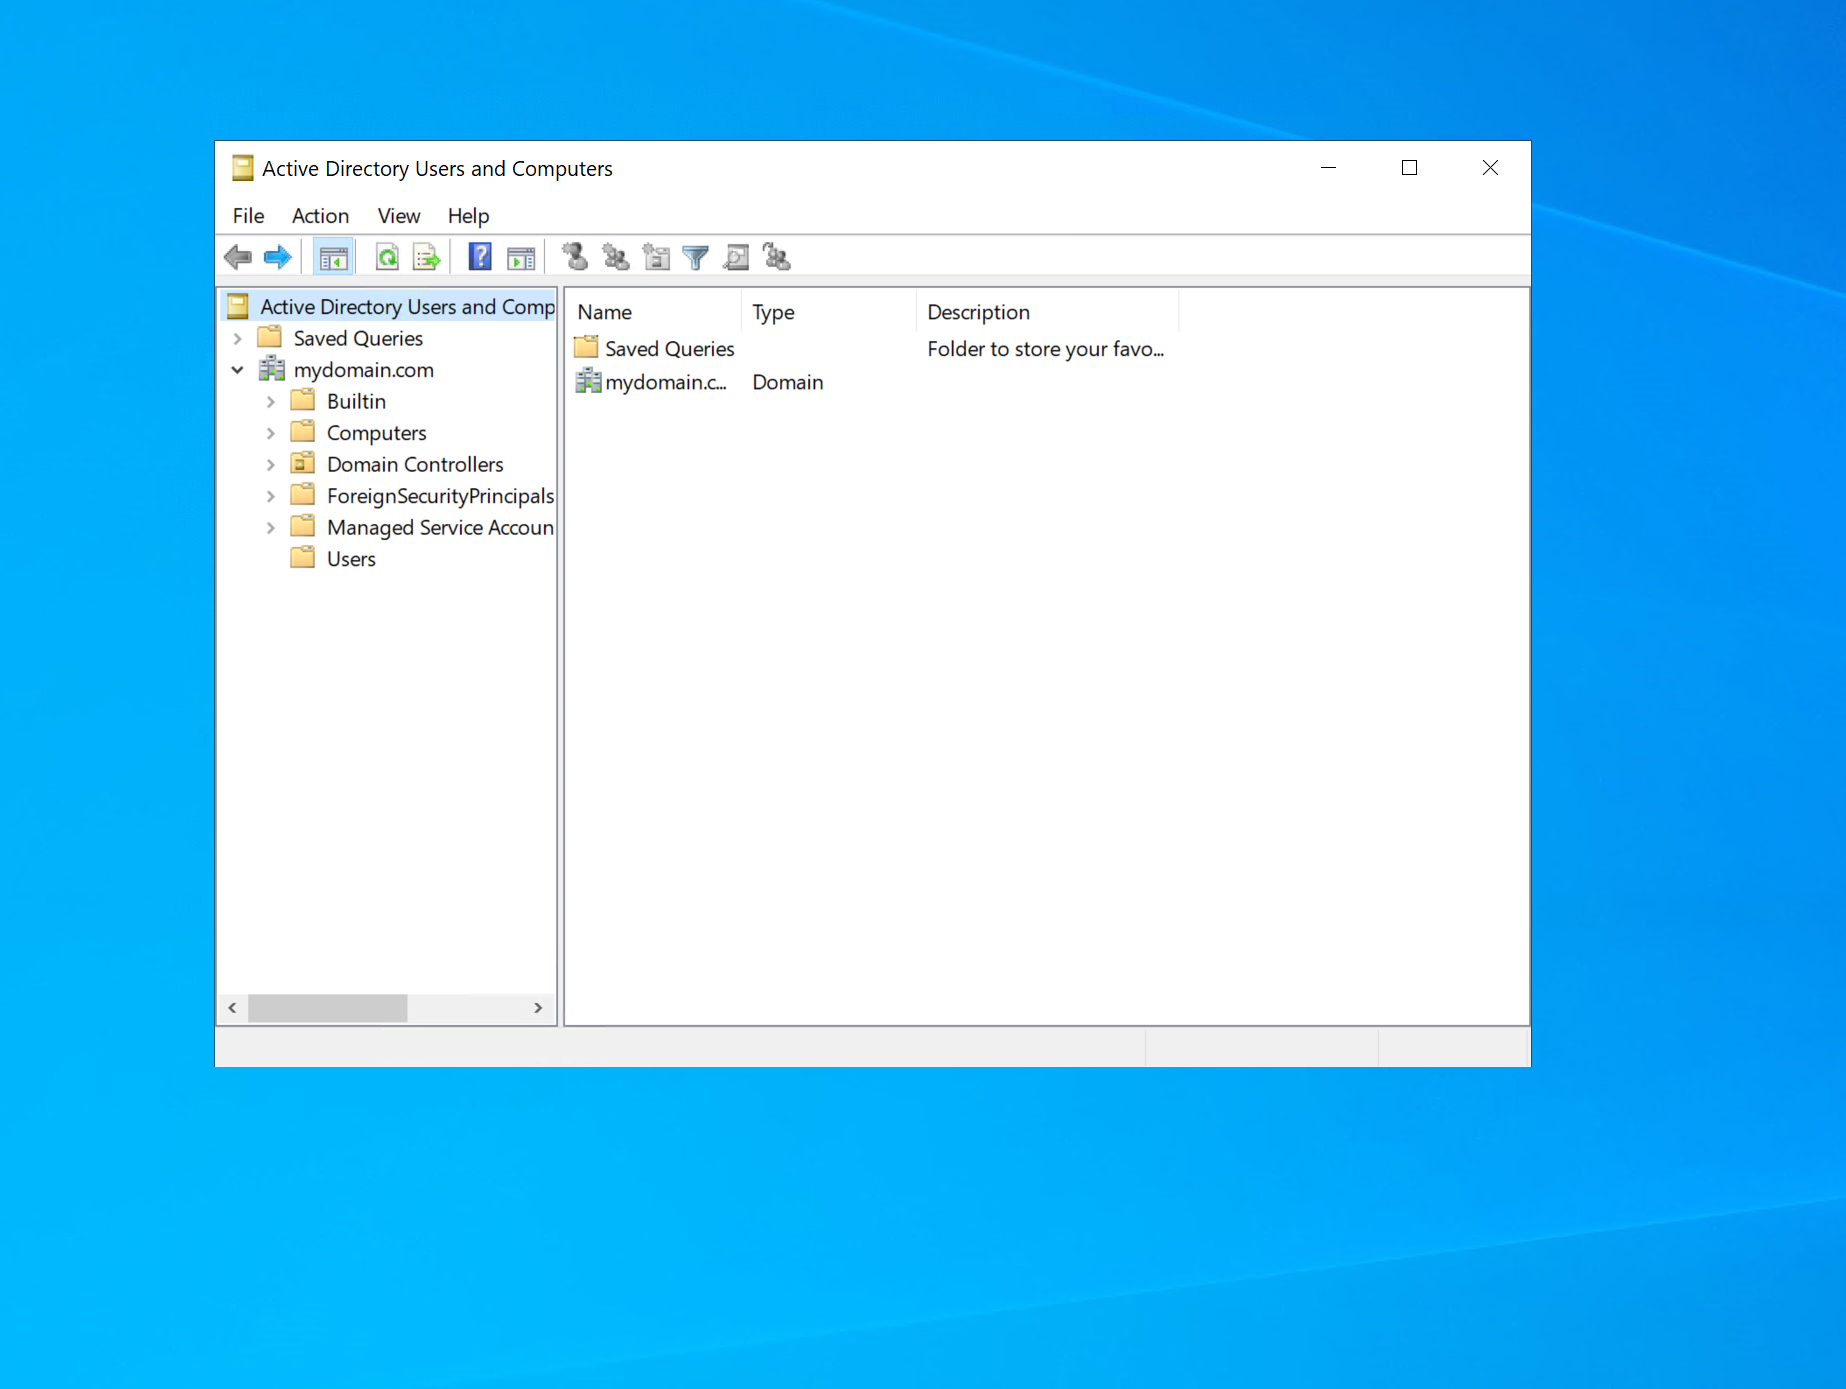 Active Directory Users and Computers
File Action View Help
Active Directory Users and Comp
Saved Queries
mydomain.com
Builtin
Computers
Domain Controllers
ForeignSecurityPrincipals
Managed Service Accoun
Users
Name Type Description
Saved Queries Folder to store your favo...
mydomain.c... Domain